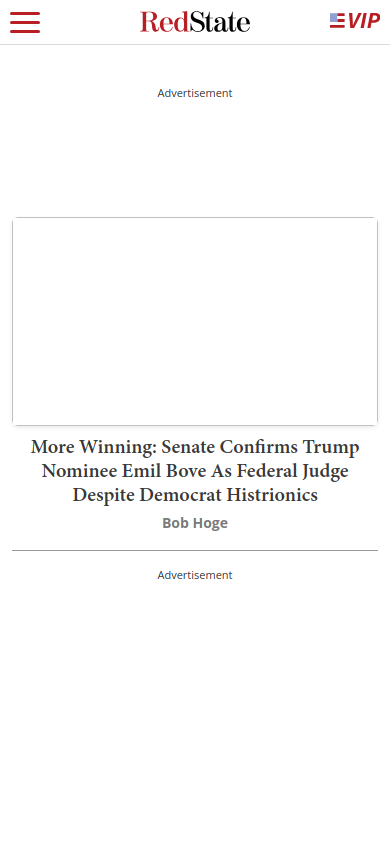 RedState
VIP
Advertisement
More Winning: Senate Confirms Trump
Nominee Emil Bove As Federal Judge
Despite Democrat Histrionics
Bob Hoge
Advertisement